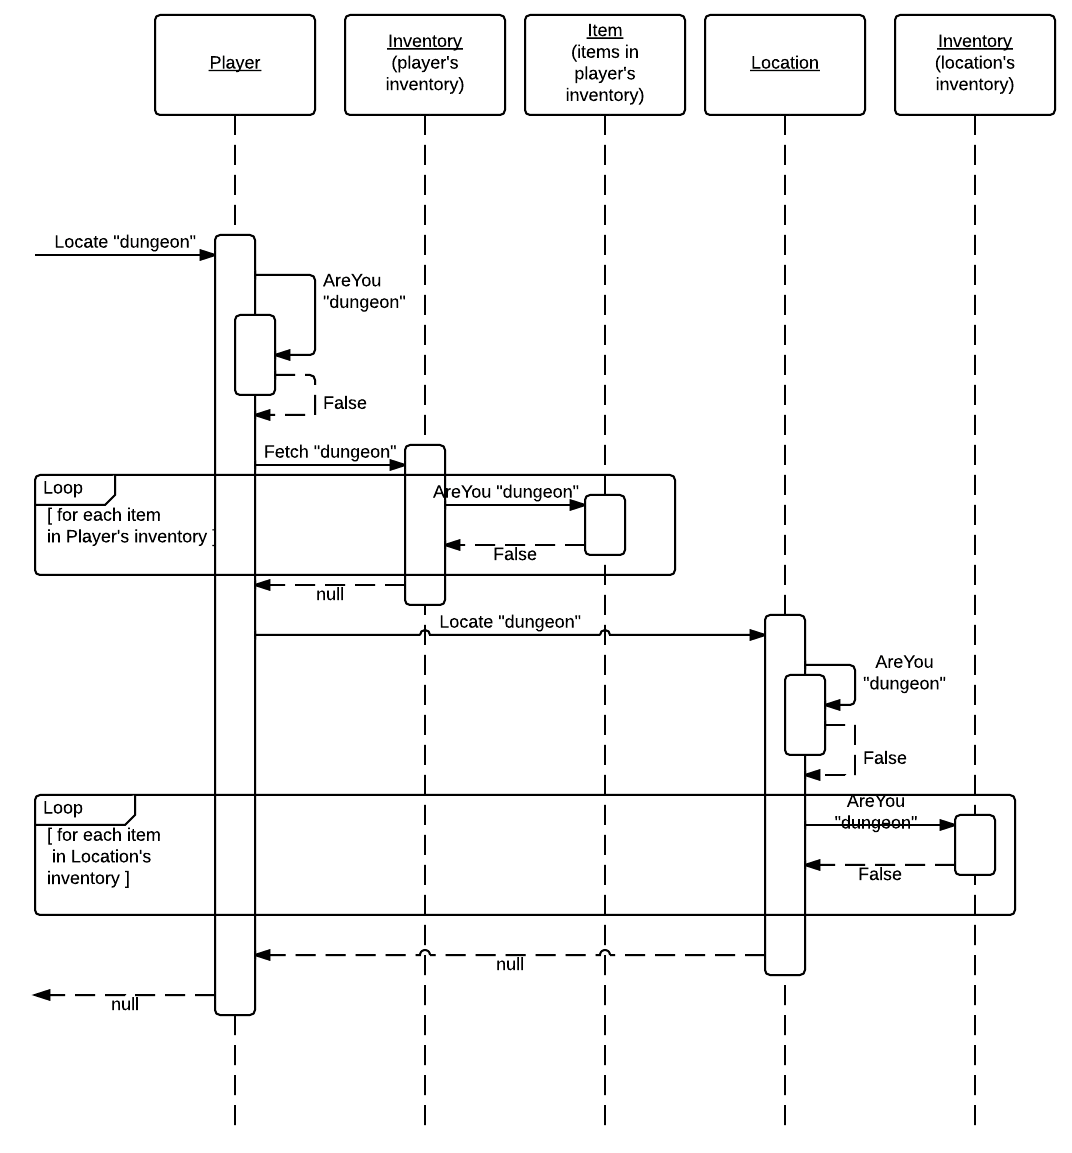 Player
Inventory
(player's
inventory)
Item
(items in
player's
inventory)
Location
Inventory
(location's
inventory)
Locate "dungeon"
AreYou
"dungeon"
False
Fetch "dungeon"
Loop
[ for each item
in Player's inventory ]
AreYou "dungeon"
False
null
Locate "dungeon"
AreYou
"dungeon"
False
Loop
[ for each item
in Location's
inventory ]
AreYou
"dungeon"
False
null
null